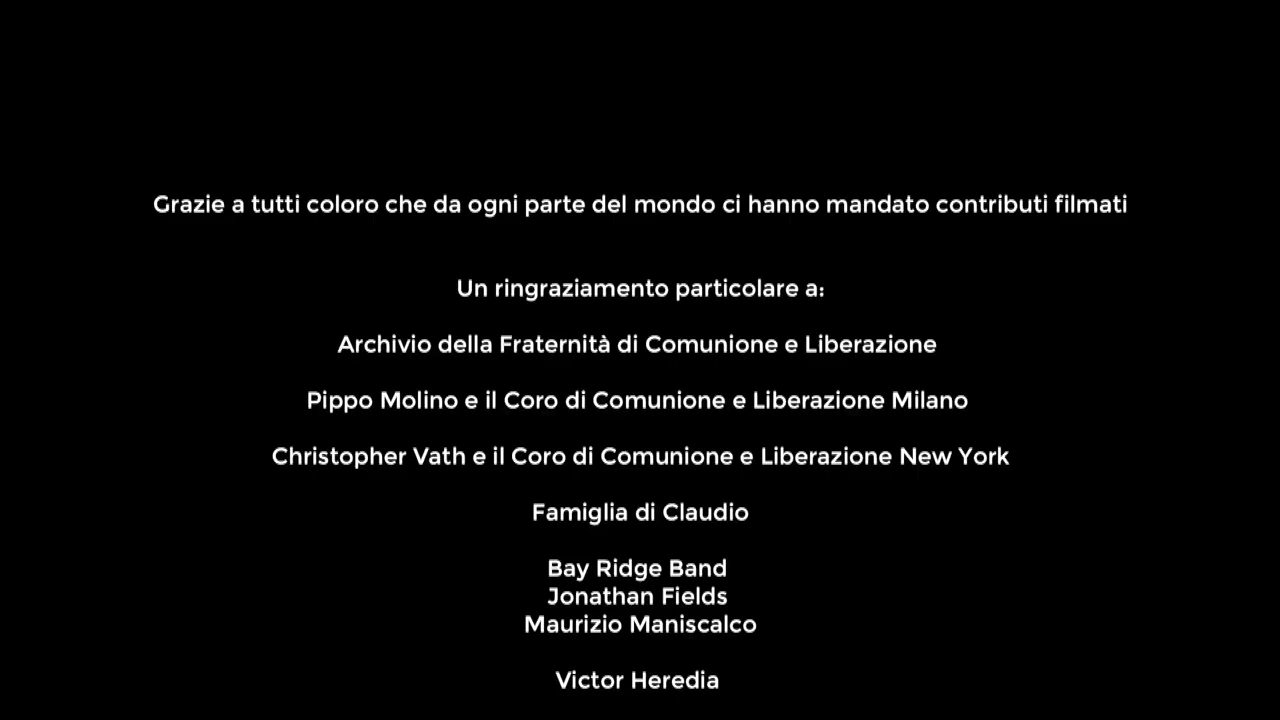 Grazie a tutti coloro che da ogni parte del mondo ci hanno mandato contributi filmati
Un ringraziamento particolare a:
Archivio della Fraternità di Comunione e Liberazione
Pippo Molino e il Coro di Comunione e Liberazione Milano
Christopher Vath e il Coro di Comunione e Liberazione New York
Famiglia di Claudio
Bay Ridge Band
Jonathan Fields
Maurizio Maniscalco
Victor Heredia